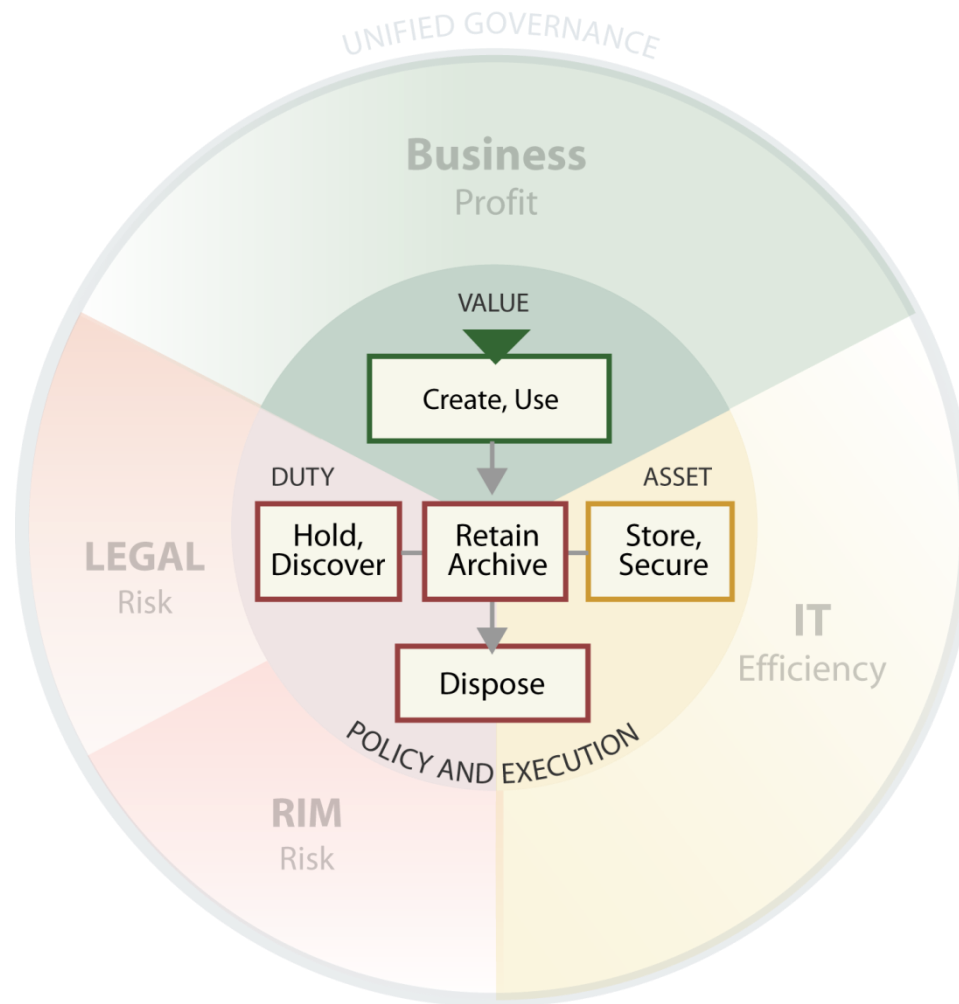 UNIFIED GOVERNANCE
Business
Profit
VALUE
Create, Use
DUTY
ASSET
Hold,
Discover
Retain
Archive
Store,
Secure
LEGAL
Risk
IT
Efficiency
Dispose
POLICY AND EXECUTION
RIM
Risk